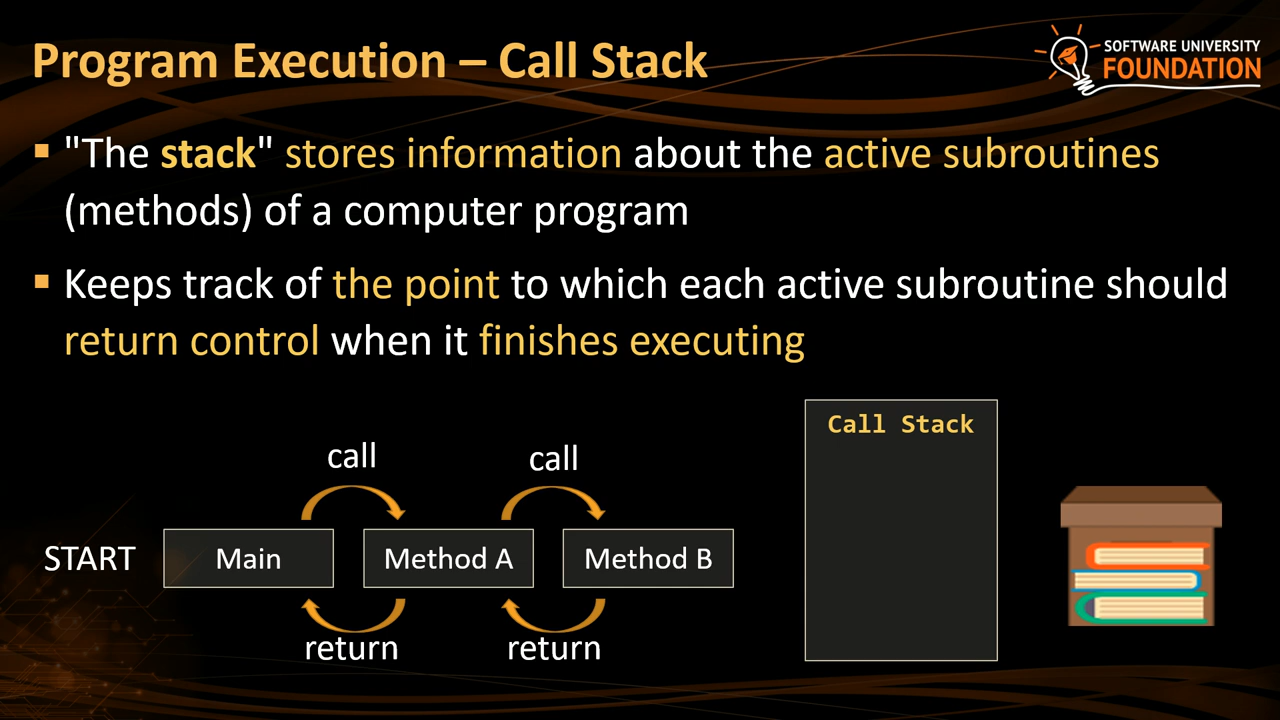 Program Execution – Call Stack
SOFTWARE UNIVERSITY
FOUNDATION
"The stack" stores information about the active subroutines
(methods) of a computer program
Keeps track of the point to which each active subroutine should
return control when it finishes executing
Call Stack
call
call
START
Main
Method A
Method B
return
return